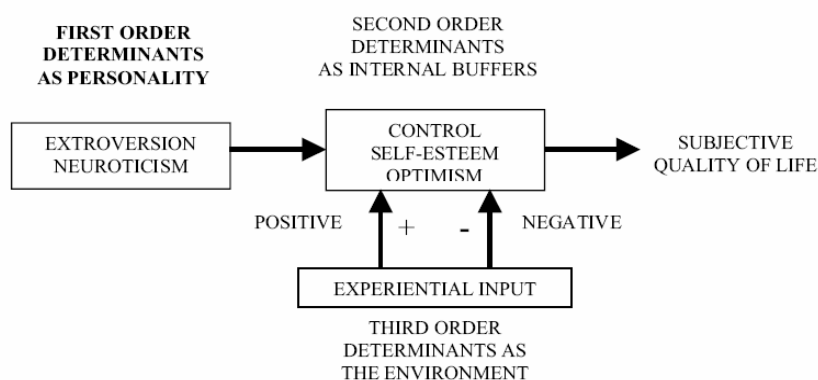 FIRST ORDER
DETERMINANTS
AS PERSONALITY
SECOND ORDER
DETERMINANTS
AS INTERNAL BUFFERS
EXTROVERSION
NEUROTICISM
CONTROL
SELF-ESTEEM
OPTIMISM
SUBJECTIVE
QUALITY OF LIFE
POSITIVE
+
-
NEGATIVE
EXPERIENTIAL INPUT
THIRD ORDER
DETERMINANTS AS
THE ENVIRONMENT